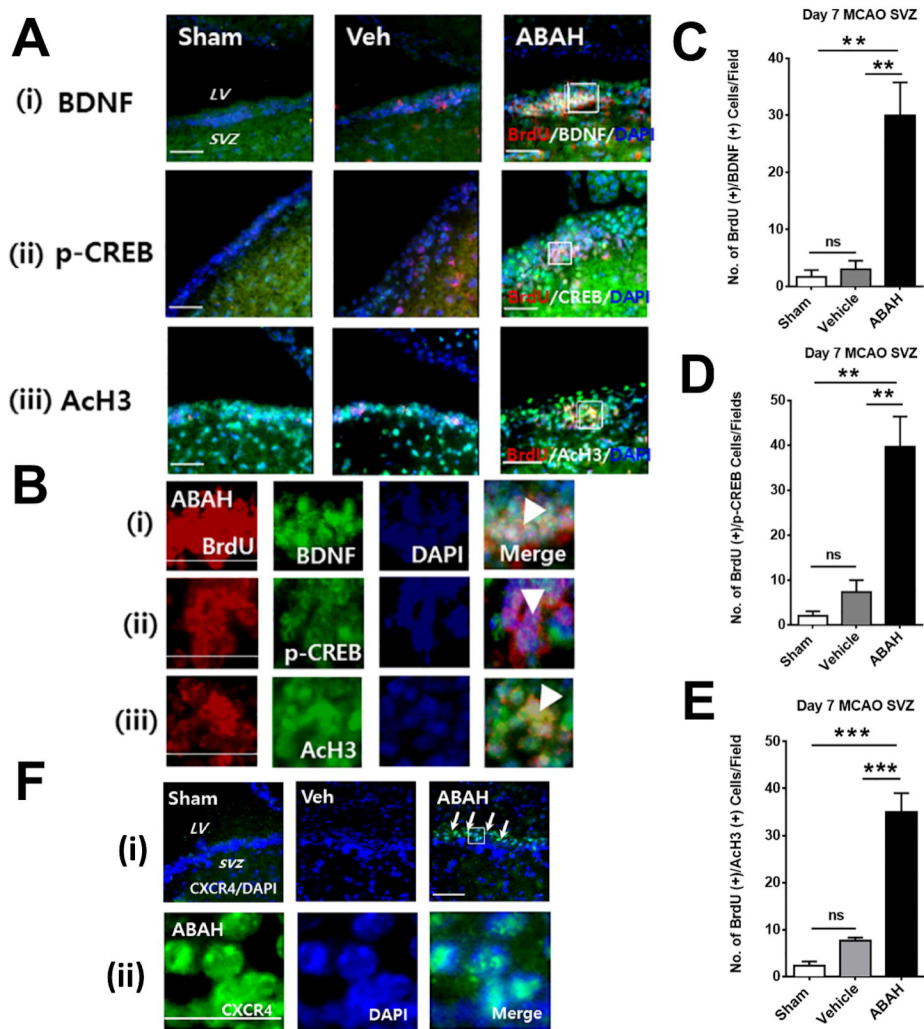 A
Sham
Veh
ABAH
(i) BDNF
LV
SVZ
BrdU/BDNF/DAPI
(ii) p-CREB
BrdU/CREB/DAPI
(iii) AcH3
BrdU/AcH3/DAPI
B
(i)
ABAH
BrdU
BDNF
DAPI
Merge
(ii)
p-CREB
(iii)
AcH3
F
(i)
Sham
LV
SVZ
CXCR4/DAPI
Veh
ABAH
(ii)
ABAH
CXCR4
DAPI
Merge
C
Day 7 MCAO SVZ
No. of BrdU (+)/BDNF (+) Cells/Field
40
30
20
10
0
**
**
ns
Sham
Vehicle
ABAH
D
Day 7 MCAO SVZ
No. of BrdU (+)/p-CREB Cells/Fields
50
40
30
20
10
0
**
**
ns
Sham
Vehicle
ABAH
E
Day 7 MCAO SVZ
No. of BrdU (+)/AcH3 (+) Cells/Field
50
40
30
20
10
0
***
***
ns
Sham
Vehicle
ABAH